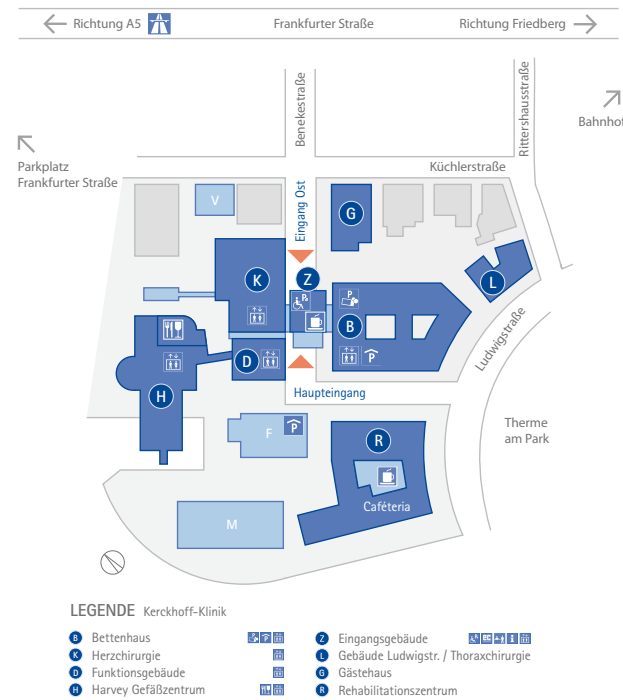 Richtung A5
Frankfurter Straße
Richtung Friedberg
Benekestraße
Rittershausstraße
Bahnhof
Parkplatz
Frankfurter Straße
Küchlerstraße
V
Eingang Ost
G
K
Z
L
P
B
P
D
H
Ludwigstraße
Haupteingang
F
P
R
Therme
am Park
Caféteria
M
LEGENDE Kerckhoff-Klinik
B Bettenhaus
K Herzchirurgie
D Funktionsgebäude
H Harvey Gefäßzentrum
Z Eingangsgebäude
L Gebäude Ludwigstr. / Thoraxchirurgie
G Gästehaus
R Rehabilitationszentrum